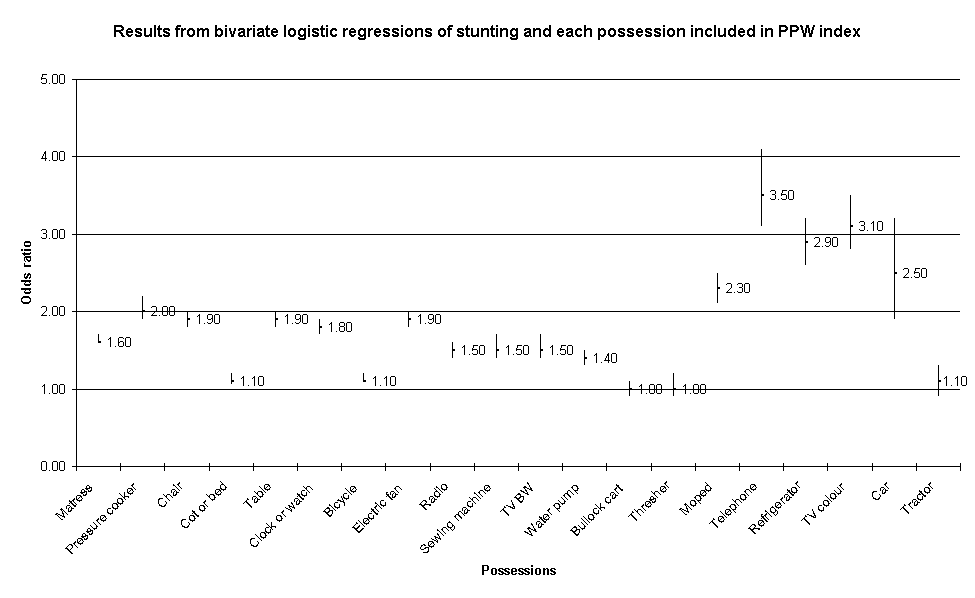 Results from bivariate logistic regressions of stunting and each possession included in PPW index
5.00
4.00
3.00
2.00
1.00
0.00
Odds ratio
1.60
2.00
1.90
1.10
1.90
1.80
1.10
1.90
1.50
1.50
1.50
1.40
1.00
1.00
2.30
3.50
2.90
3.10
2.50
1.10
Matress
Pressure cooker
Chair
Cot or bed
Table
Clock or watch
Bicycle
Electric fan
Radio
Sewing machine
TV BW
Water pump
Bullock cart
Thresher
Moped
Telephone
Refrigerator
TV colour
Car
Tractor
Possessions